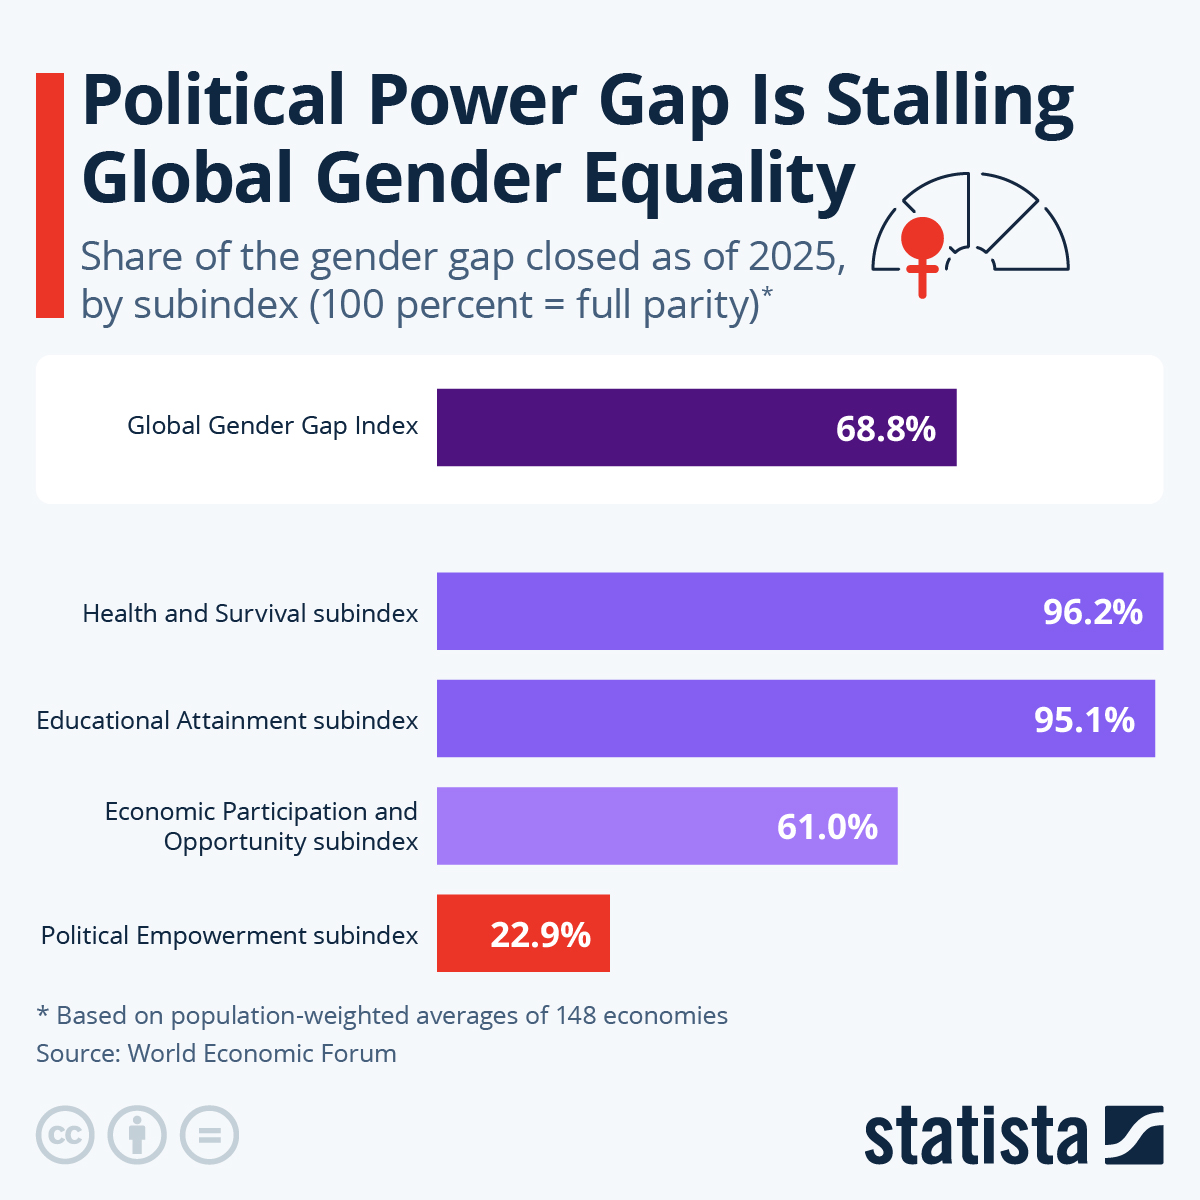 Political Power Gap Is Stalling
Global Gender Equality
Share of the gender gap closed as of 2025,
by subindex (100 percent = full parity)*
Global Gender Gap Index
68.8%
Health and Survival subindex
96.2%
Educational Attainment subindex
95.1%
Economic Participation and
Opportunity subindex
61.0%
Political Empowerment subindex
22.9%
* Based on population-weighted averages of 148 economies
Source: World Economic Forum
cc
statista